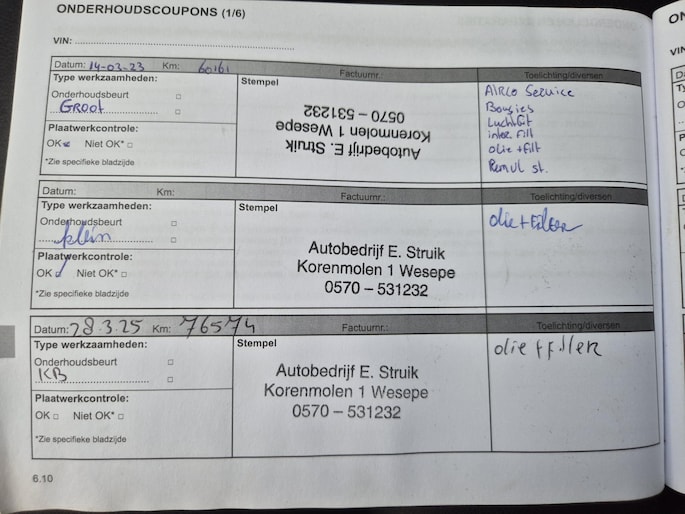 ONDERHOUDSCOUPONS (1/6)
VIN:
Datum: 14-03-23 Km: 60161 Factuurnr.: Toelichting/diversen
Type werkzaamheden:
Onderhoudsbeurt
Groot
Plaatwerkcontrole:
OK Niet OK*
*Zie specifieke bladzijde
Stempel
Autobedrijf E. Struik
Korenmolen 1 Wesepe
0570 – 531232
Airco Service
Bougies
Luchtfilt
inter. filt
olie + filt
Remvl st.
Datum: Km: Factuurnr.: Toelichting/diversen
Type werkzaamheden:
Onderhoudsbeurt
klein
Plaatwerkcontrole:
OK Niet OK*
*Zie specifieke bladzijde
Stempel
Autobedrijf E. Struik
Korenmolen 1 Wesepe
0570 – 531232
olie + Filter
Datum: 28.3.25 Km: 76574 Factuurnr.: Toelichting/diversen
Type werkzaamheden:
Onderhoudsbeurt
KB
Plaatwerkcontrole:
OK Niet OK*
*Zie specifieke bladzijde
Stempel
Autobedrijf E. Struik
Korenmolen 1 Wesepe
0570 – 531232
olie + filter
6.10